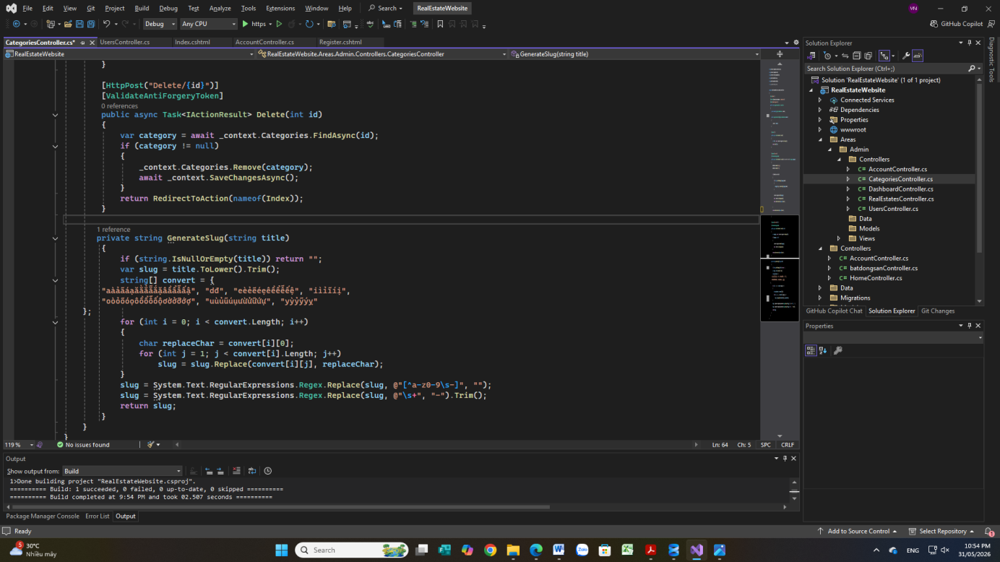 File Edit View Git Project Build Debug Test Analyze Tools Extensions Window Help Search RealEstateWebsite VN
Debug Any CPU https GitHub Copilot
CategoriesController.cs* UsersController.cs Index.cshtml AccountController.cs Register.cshtml
RealEstateWebsite RealEstateWebsite.Areas.Admin.Controllers.CategoriesController GenerateSlug(string title)
}
[HttpPost("Delete/{id}")]
[ValidateAntiForgeryToken]
0 references
public async Task<IActionResult> Delete(int id)
{
var category = await _context.Categories.FindAsync(id);
if (category != null)
{
_context.Categories.Remove(category);
await _context.SaveChangesAsync();
}
return RedirectToAction(nameof(Index));
}
1 reference
private string GenerateSlug(string title)
{
if (string.IsNullOrEmpty(title)) return "";
var slug = title.ToLower().Trim();
string[] convert = {
"dđ", "iìỉĩíị",
"uùủũúụưừửữứự", "yỳỷỹýỵ"
};
for (int i = 0; i < convert.Length; i++)
{
char replaceChar = convert[i][0];
for (int j = 1; j < convert[i].Length; j++)
slug = slug.Replace(convert[i][j], replaceChar);
}
slug = System.Text.RegularExpressions.Regex.Replace(slug, @"[^a-z0-9\s-]", "");
slug = System.Text.RegularExpressions.Regex.Replace(slug, @"\s+", "-").Trim();
return slug;
}
}
}
119 % No issues found Ln: 64 Ch: 5 SPC CRLF
Output
Show output from: Build
1>Done building project "RealEstateWebsite.csproj".
========== Build: 1 succeeded, 0 failed, 0 up-to-date, 0 skipped ==========
========== Build completed at 9:54 PM and took 02.507 seconds ==========
Package Manager Console Error List Output
Solution Explorer
Search Solution Explorer (Ctrl+;)
Solution 'RealEstateWebsite' (1 of 1 project)
RealEstateWebsite
Connected Services
Dependencies
Properties
wwwroot
Areas
Admin
Controllers
C# AccountController.cs
C# CategoriesController.cs
C# DashboardController.cs
C# RealEstatesController.cs
C# UsersController.cs
Data
Models
Views
Controllers
C# AccountController.cs
C# batdongsanController.cs
C# HomeController.cs
Data
Migrations
GitHub Copilot Chat Solution Explorer Git Changes
Properties
Diagnostic Tools
Ready Add to Source Control Select Repository 1
5 30°C
Nhiều mây
Search
Zalo
ENG
10:54 PM
31/05/2026